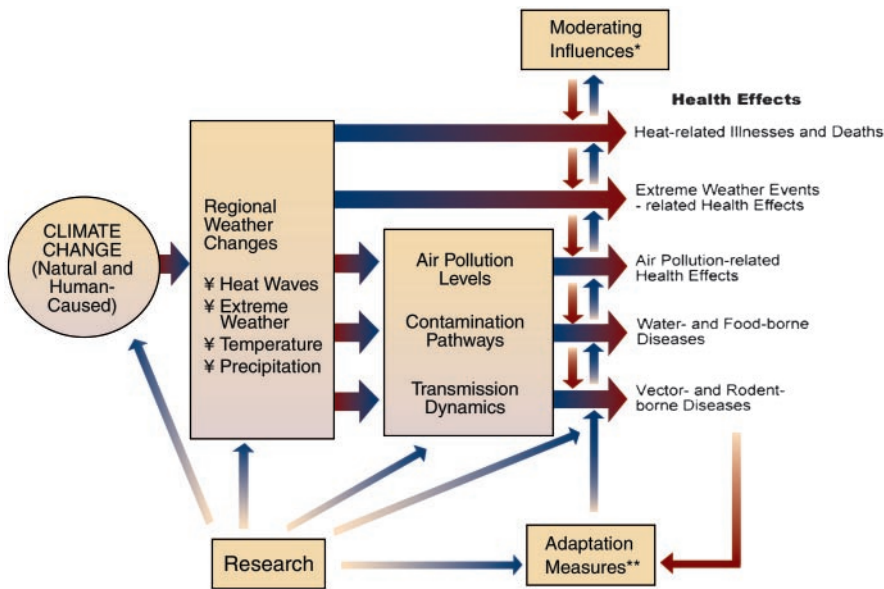 Moderating
Influences*
Health Effects
Heat-related Illnesses and Deaths
Extreme Weather Events
- related Health Effects
Regional
Weather
Changes
¥ Heat Waves
¥ Extreme
Weather
¥ Temperature
¥ Precipitation
CLIMATE
CHANGE
(Natural and
Human-
Caused)
Air Pollution
Levels
Contamination
Pathways
Transmission
Dynamics
Air Pollution-related
Health Effects
Water- and Food-borne
Diseases
Vector- and Rodent-
borne Diseases
Research
Adaptation
Measures**